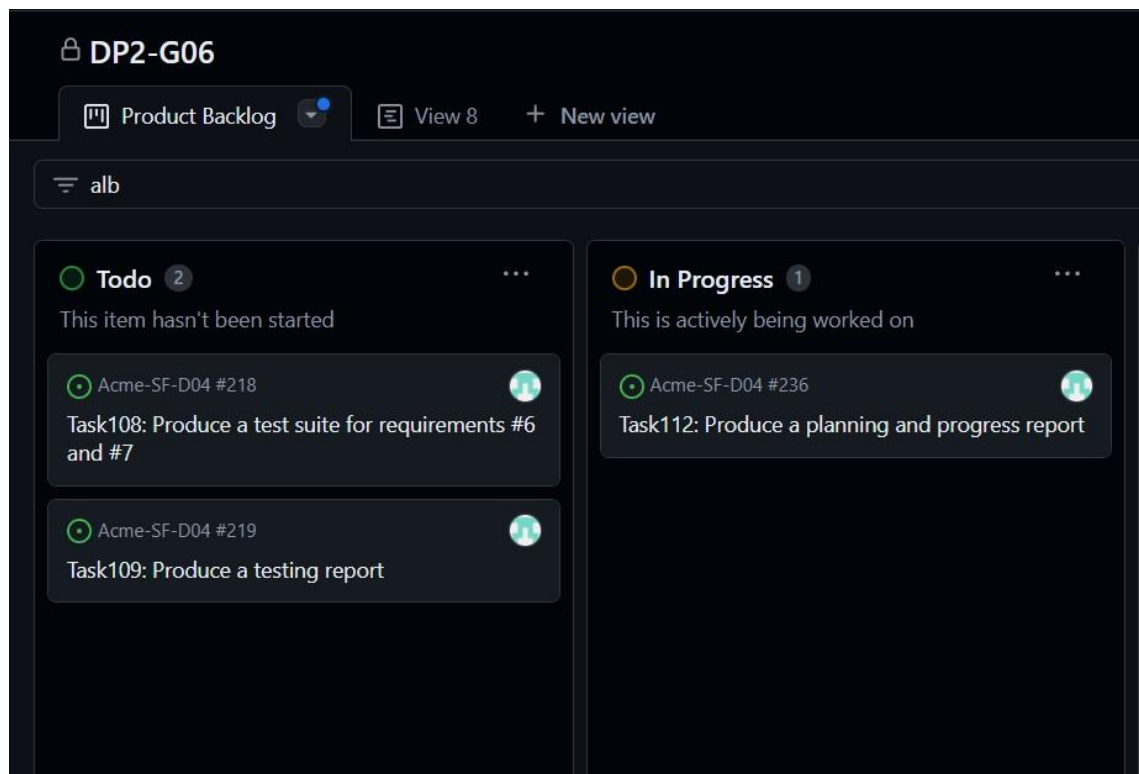 DP2-G06
Product Backlog
View 8
+ New view
alb
Todo 2
...
This item hasn't been started
Acme-SF-D04 #218
Task108: Produce a test suite for requirements #6
and #7
Acme-SF-D04 #219
Task109: Produce a testing report
In Progress 1
...
This is actively being worked on
Acme-SF-D04 #236
Task112: Produce a planning and progress report